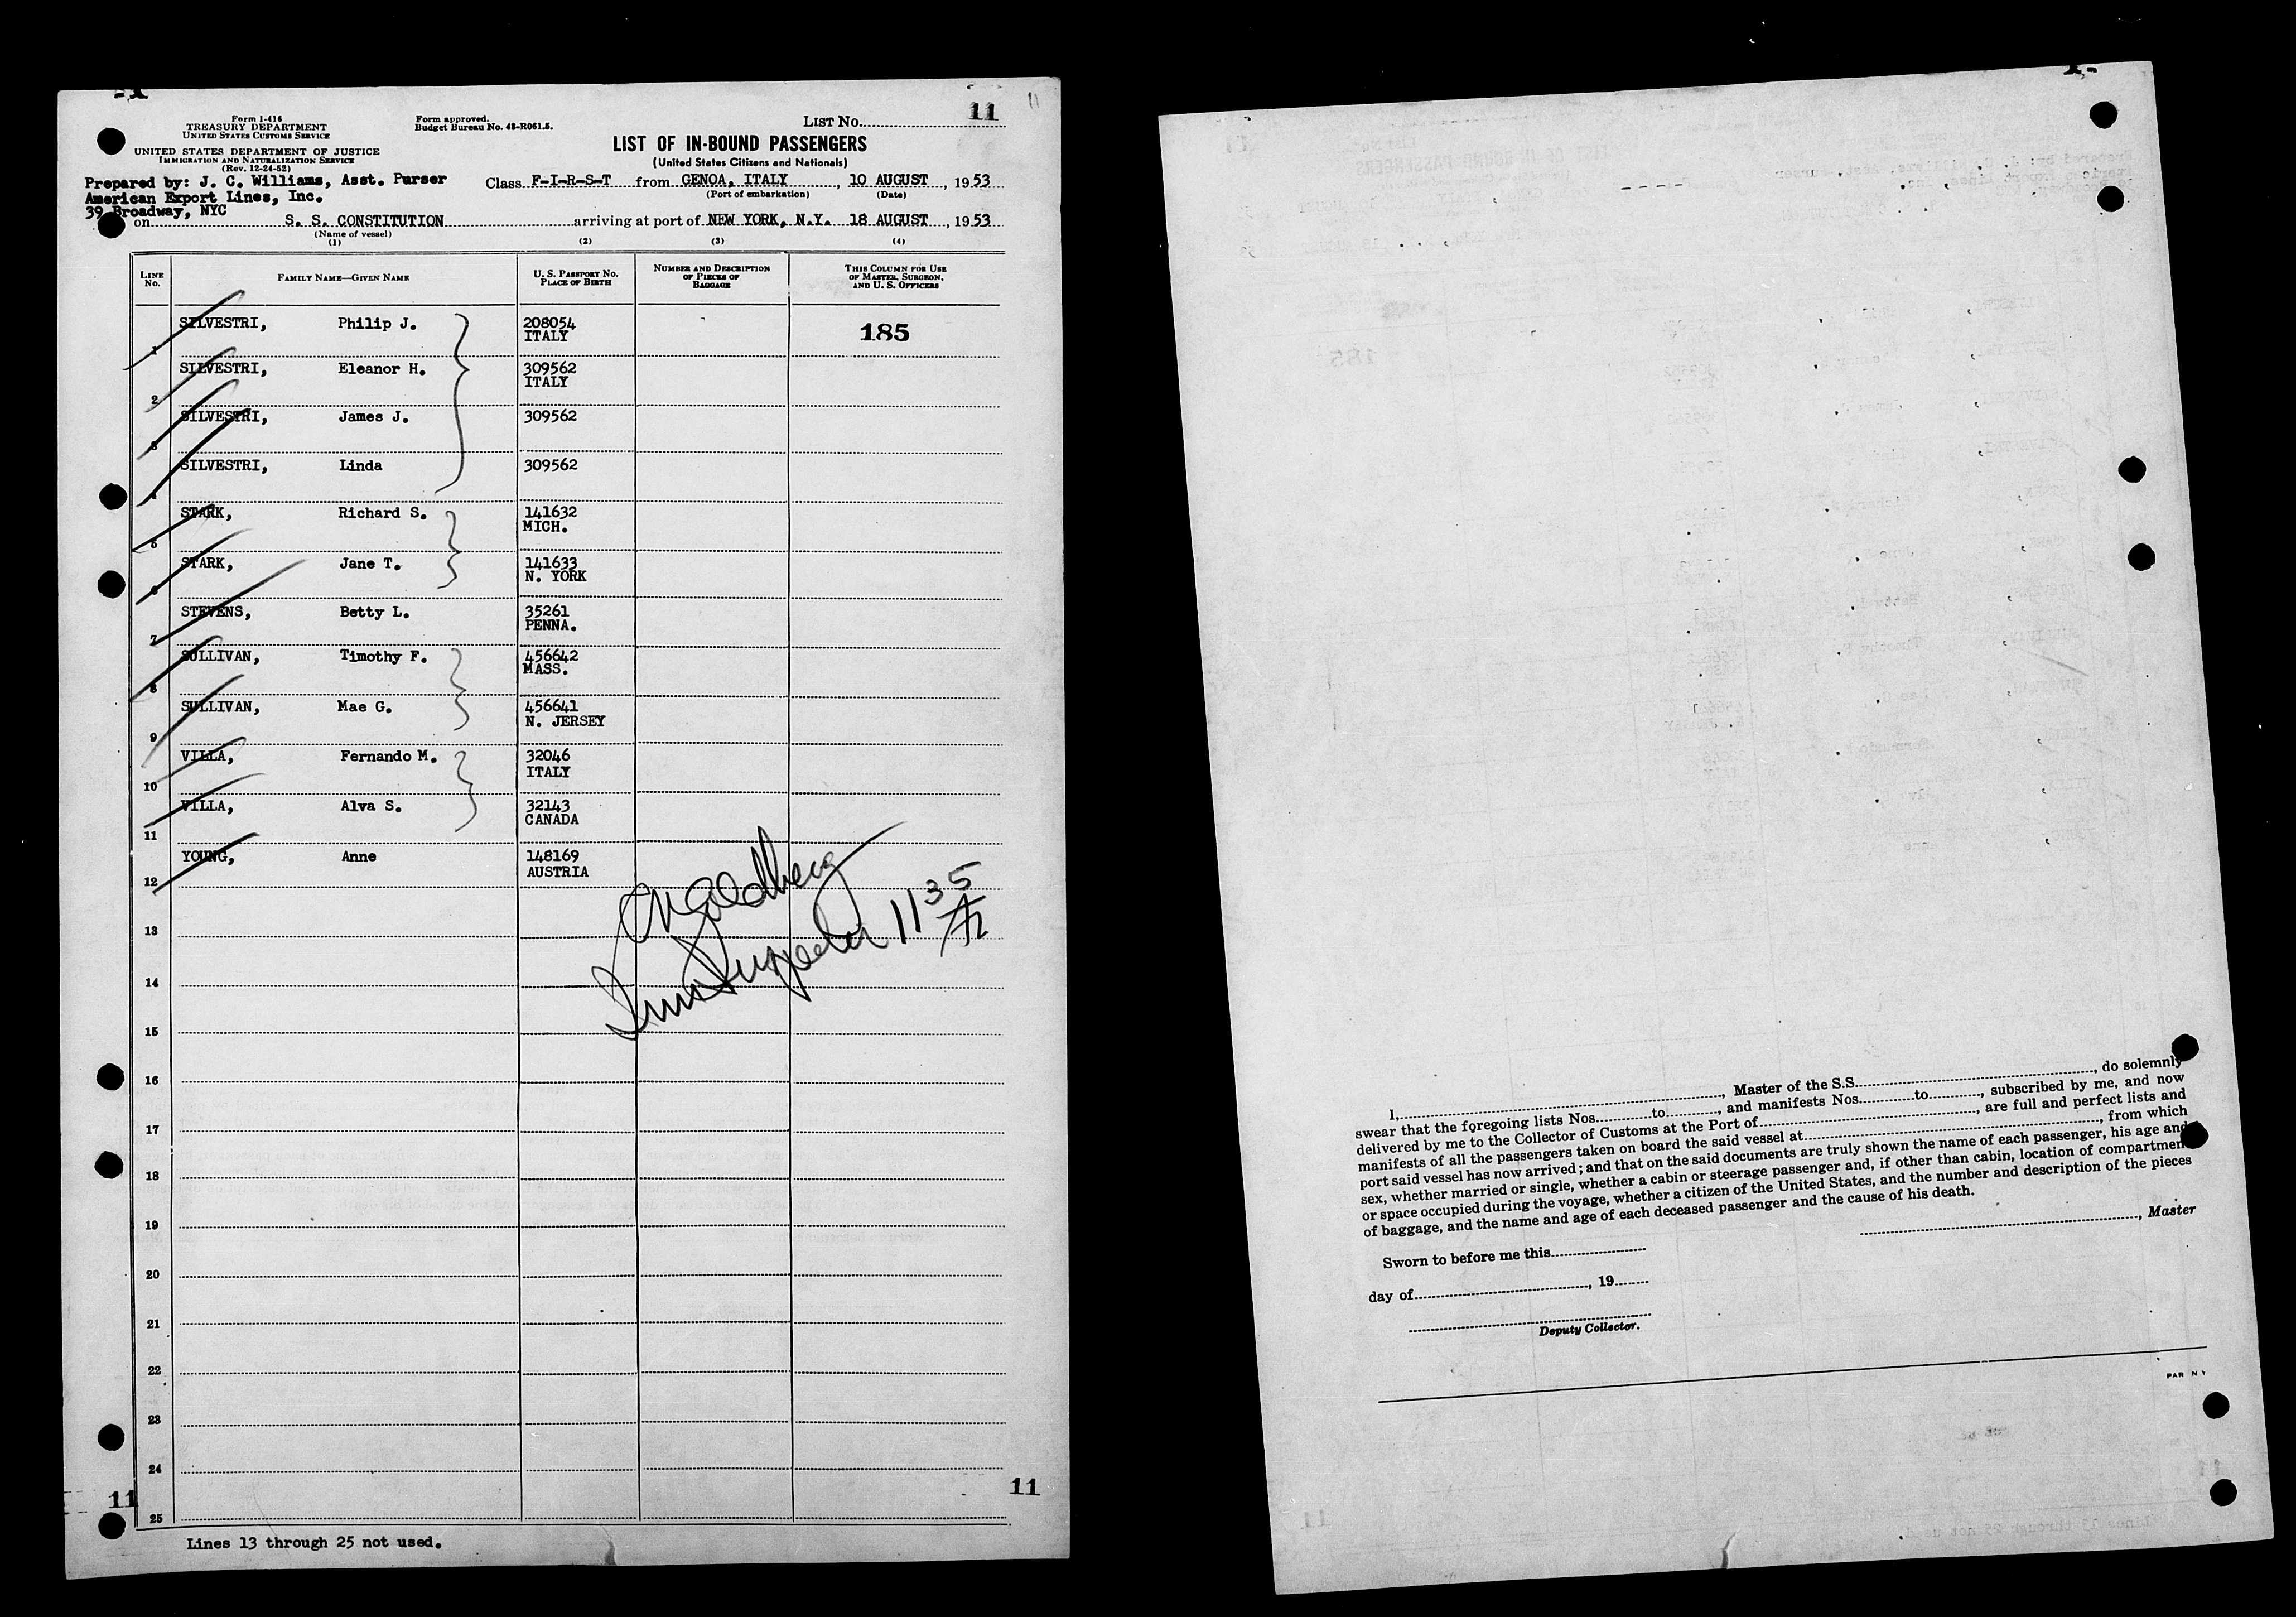 11
11
Form I-416
TREASURY DEPARTMENT
UNITED STATES CUSTOMS SERVICE
Form approved.
Budget Bureau No. 43-R061.5.
LIST No. 11
UNITED STATES DEPARTMENT OF JUSTICE
IMMIGRATION AND NATURALIZATION SERVICE
(Rev. 12-24-52)
LIST OF IN-BOUND PASSENGERS
(United States Citizens and Nationals)
Prepared by: J. C. Williams, Asst. Purser
American Export Lines, Inc.
39 Broadway, NYC
Class F-I-R-S-T from GENOA, ITALY, 10 AUGUST, 1953
(Port of embarkation) (Date)
on S. S. CONSTITUTION arriving at port of NEW YORK, N.Y. 18 AUGUST, 1953
(Name of vessel)
(1) (2) (3) (4)
LINE No. FAMILY NAME—GIVEN NAME U. S. PASSPORT No. PLACE OF BIRTH NUMBER AND DESCRIPTION OF PIECES OF BAGGAGE THIS COLUMN FOR USE OF MASTER, SURGEON, AND U. S. OFFICERS
1 SILVESTRI, Philip J. 208054 ITALY 185
2 SILVESTRI, Eleanor H. 309562 ITALY
3 SILVESTRI, James J. 309562
4 SILVESTRI, Linda 309562
5 STARK, Richard S. 141632 MICH.
6 STARK, Jane T. 141633 N. YORK
7 STEVENS, Betty L. 35261 PENNA.
8 SULLIVAN, Timothy F. 456642 MASS.
9 SULLIVAN, Mae G. 456641 N. JERSEY
10 VILLA, Fernando M. 32046 ITALY
11 VILLA, Alva S. 32143 CANADA
12 YOUNG, Anne 148169 AUSTRIA
Goldberg
Imm Inspector 11 35
13
14
15
16
17
18
19
20
21
22
23
24
25
11
11
Lines 13 through 25 not used.
I, , Master of the S.S. , do solemnly
swear that the foregoing lists Nos. to , and manifests Nos. to , subscribed by me, and now
delivered by me to the Collector of Customs at the Port of , are full and perfect lists and
manifests of all the passengers taken on board the said vessel at , from which
port said vessel has now arrived; and that on the said documents are truly shown the name of each passenger, his age and
sex, whether married or single, whether a cabin or steerage passenger and, if other than cabin, location of compartment
or space occupied during the voyage, whether a citizen of the United States, and the number and description of the pieces
of baggage, and the name and age of each deceased passenger and the cause of his death.
, Master
Sworn to before me this
day of , 19
Deputy Collector.
PAR N Y